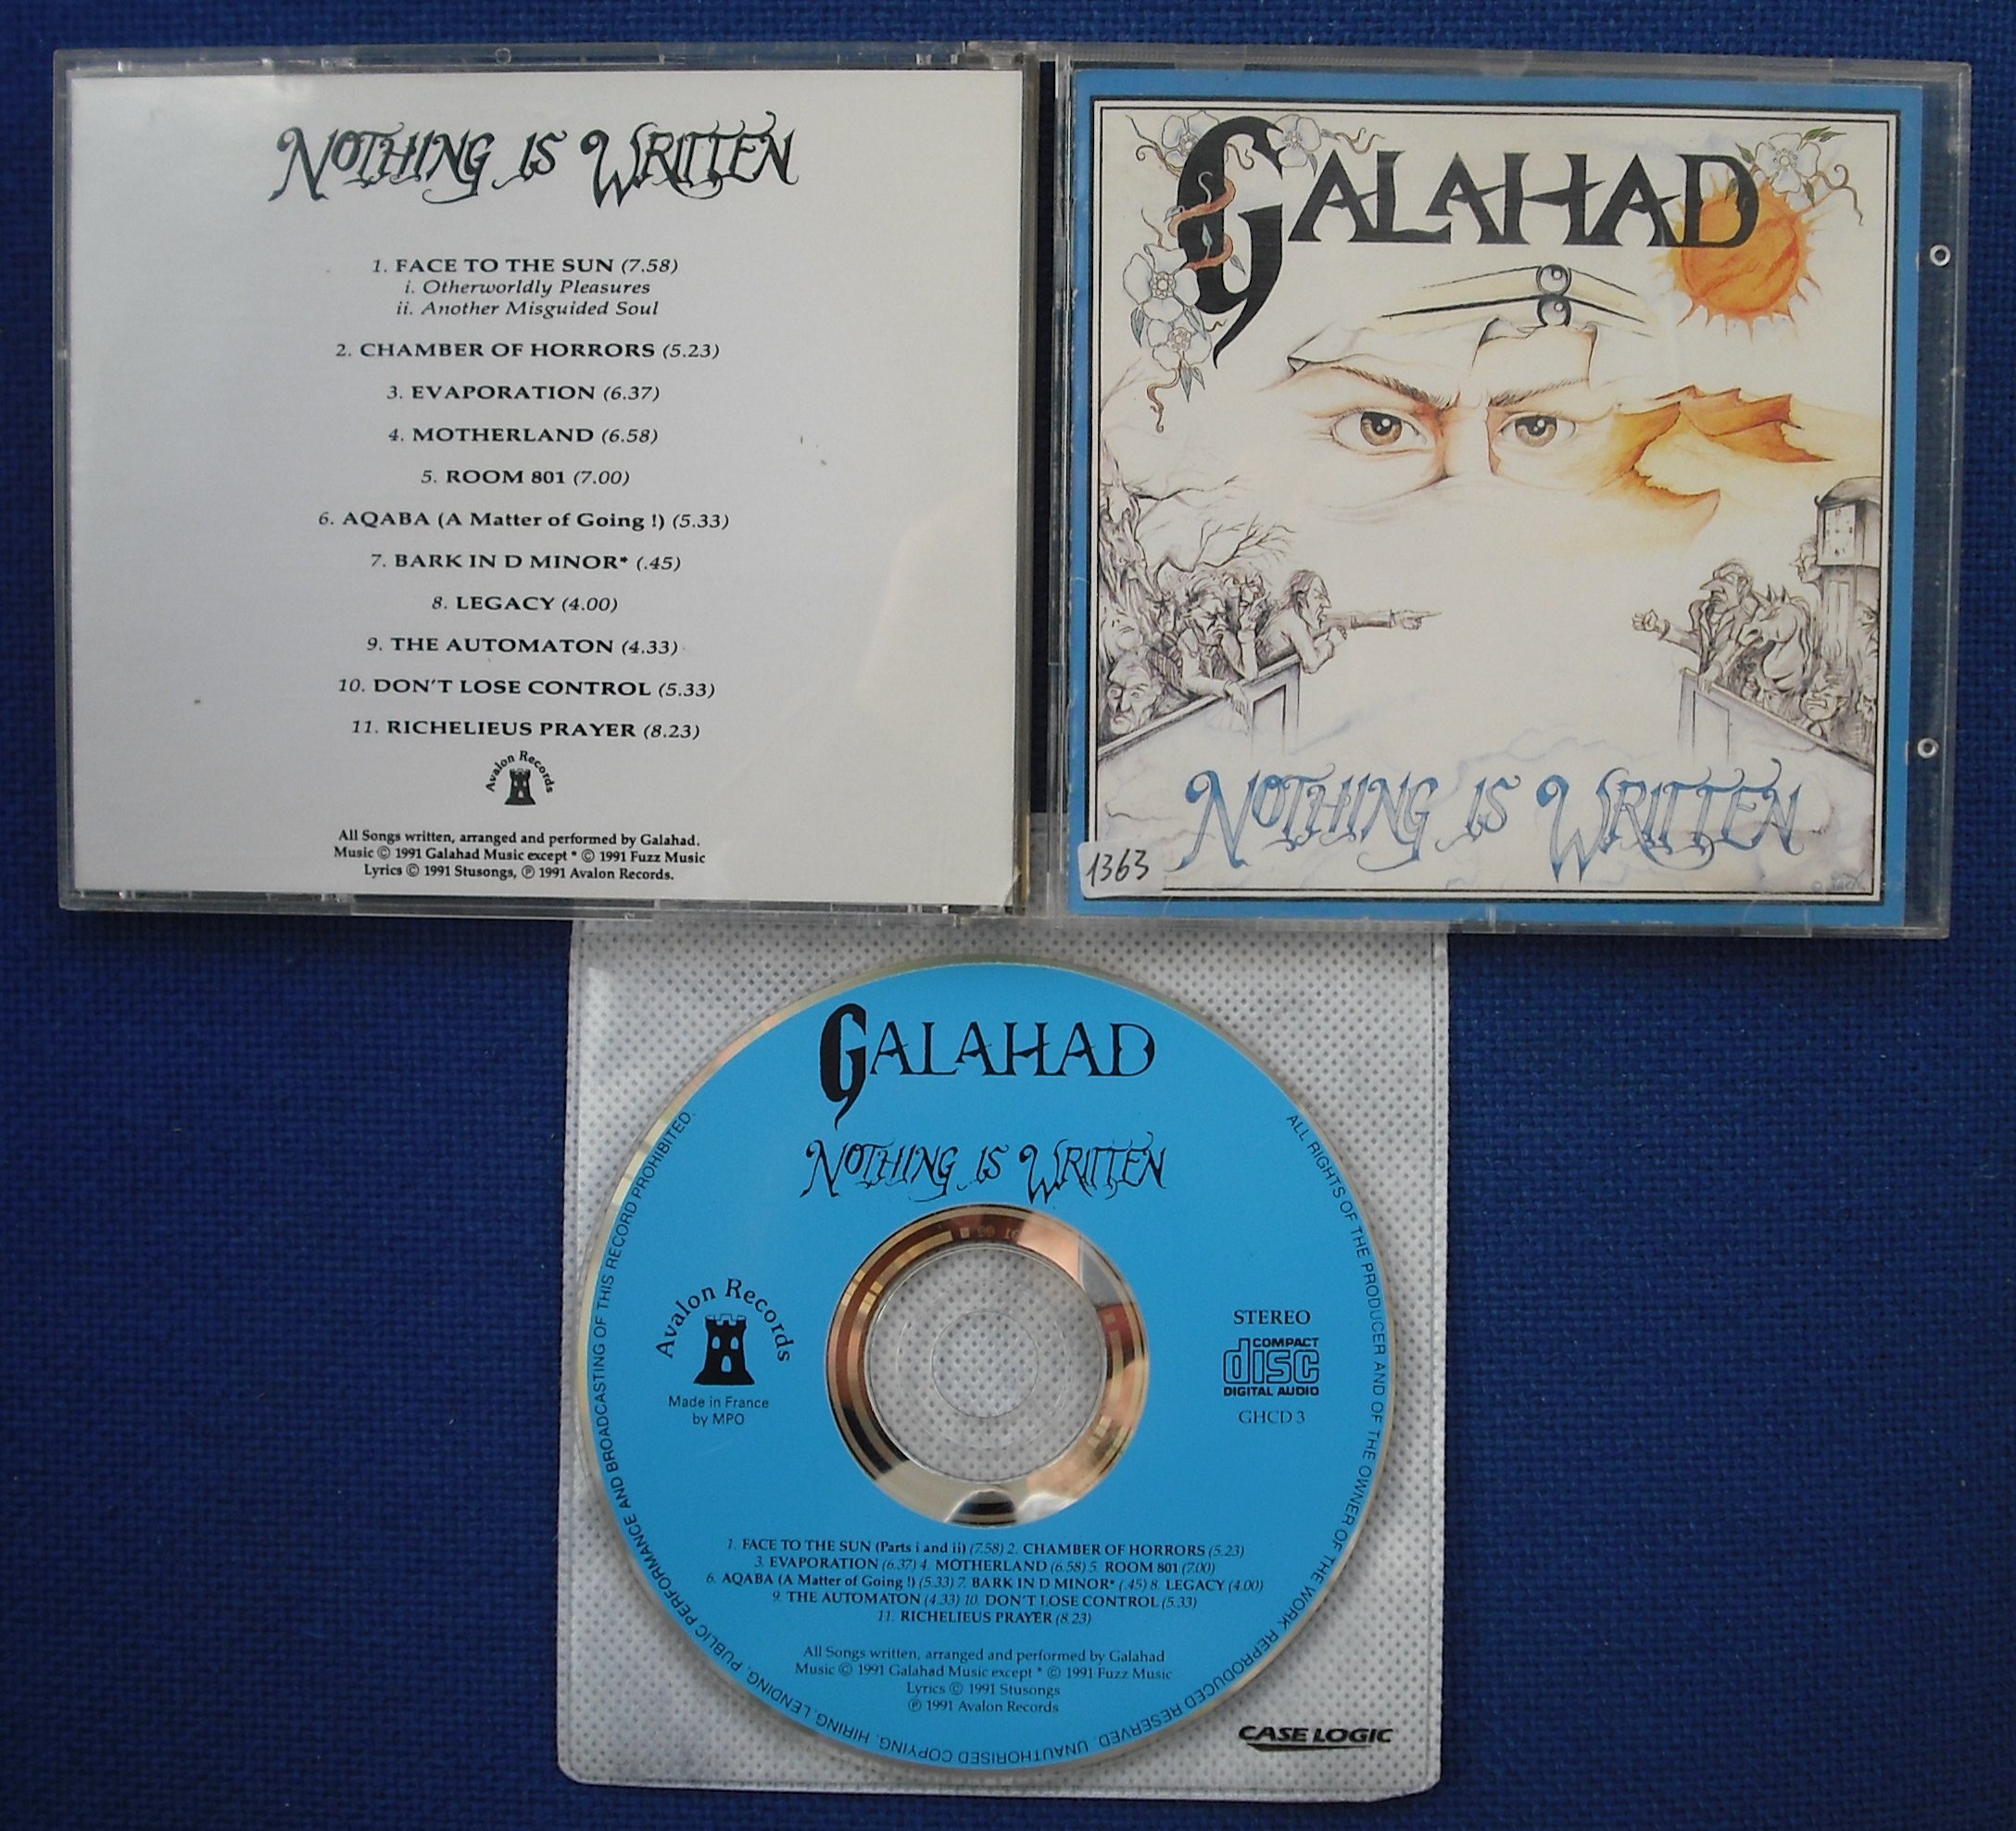 NOTHING IS WRITTEN
1. FACE TO THE SUN (7.58)
i. Otherworldly Pleasures
ii. Another Misguided Soul
2. CHAMBER OF HORRORS (5.23)
3. EVAPORATION (6.37)
4. MOTHERLAND (6.58)
5. ROOM 801 (7.00)
6. AQABA (A Matter of Going !) (5.33)
7. BARK IN D MINOR* (.45)
8. LEGACY (4.00)
9. THE AUTOMATON (4.33)
10. DON'T LOSE CONTROL (5.33)
11. RICHELIEUS PRAYER (8.23)
Avalon Records
All Songs written, arranged and performed by Galahad.
Music © 1991 Galahad Music except * © 1991 Fuzz Music
Lyrics © 1991 Stusongs, ℗ 1991 Avalon Records.
GALAHAD
NOTHING IS WRITTEN
1363
GALAHAD
NOTHING IS WRITTEN
Avalon Records
Made in France
by MPO
STEREO
COMPACT
disc
DIGITAL AUDIO
GHCD 3
1. FACE TO THE SUN (Parts i and ii) (7.58) 2. CHAMBER OF HORRORS (5.23)
3. EVAPORATION (6.37) 4. MOTHERLAND (6.58) 5. ROOM 801 (7.00)
6. AQABA (A Matter of Going !) (5.33) 7. BARK IN D MINOR* (.45) 8. LEGACY (4.00)
9. THE AUTOMATON (4.33) 10. DON'T LOSE CONTROL (5.33)
11. RICHELIEUS PRAYER (8.23)
All Songs written, arranged and performed by Galahad
Music © 1991 Galahad Music except * © 1991 Fuzz Music
Lyrics © 1991 Stusongs
℗ 1991 Avalon Records
ALL RIGHTS OF THE PRODUCER AND OF THE OWNER OF THE WORK REPRODUCED RESERVED. UNAUTHORISED COPYING, HIRING, LENDING, PUBLIC PERFORMANCE AND BROADCASTING OF THIS RECORD PROHIBITED.
CASE LOGIC